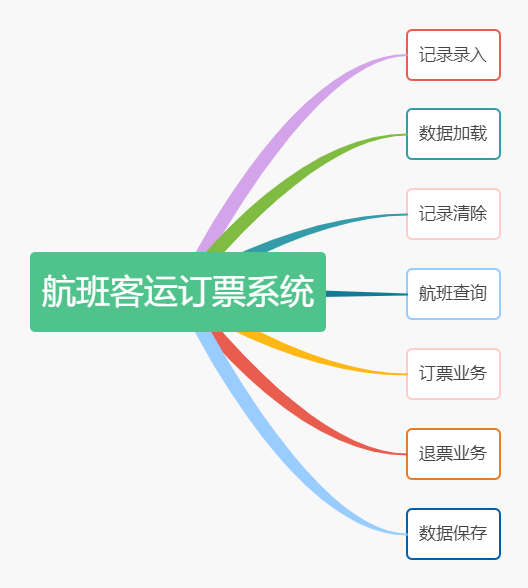 航班客运订票系统
记录录入
数据加载
记录清除
航班查询
订票业务
退票业务
数据保存